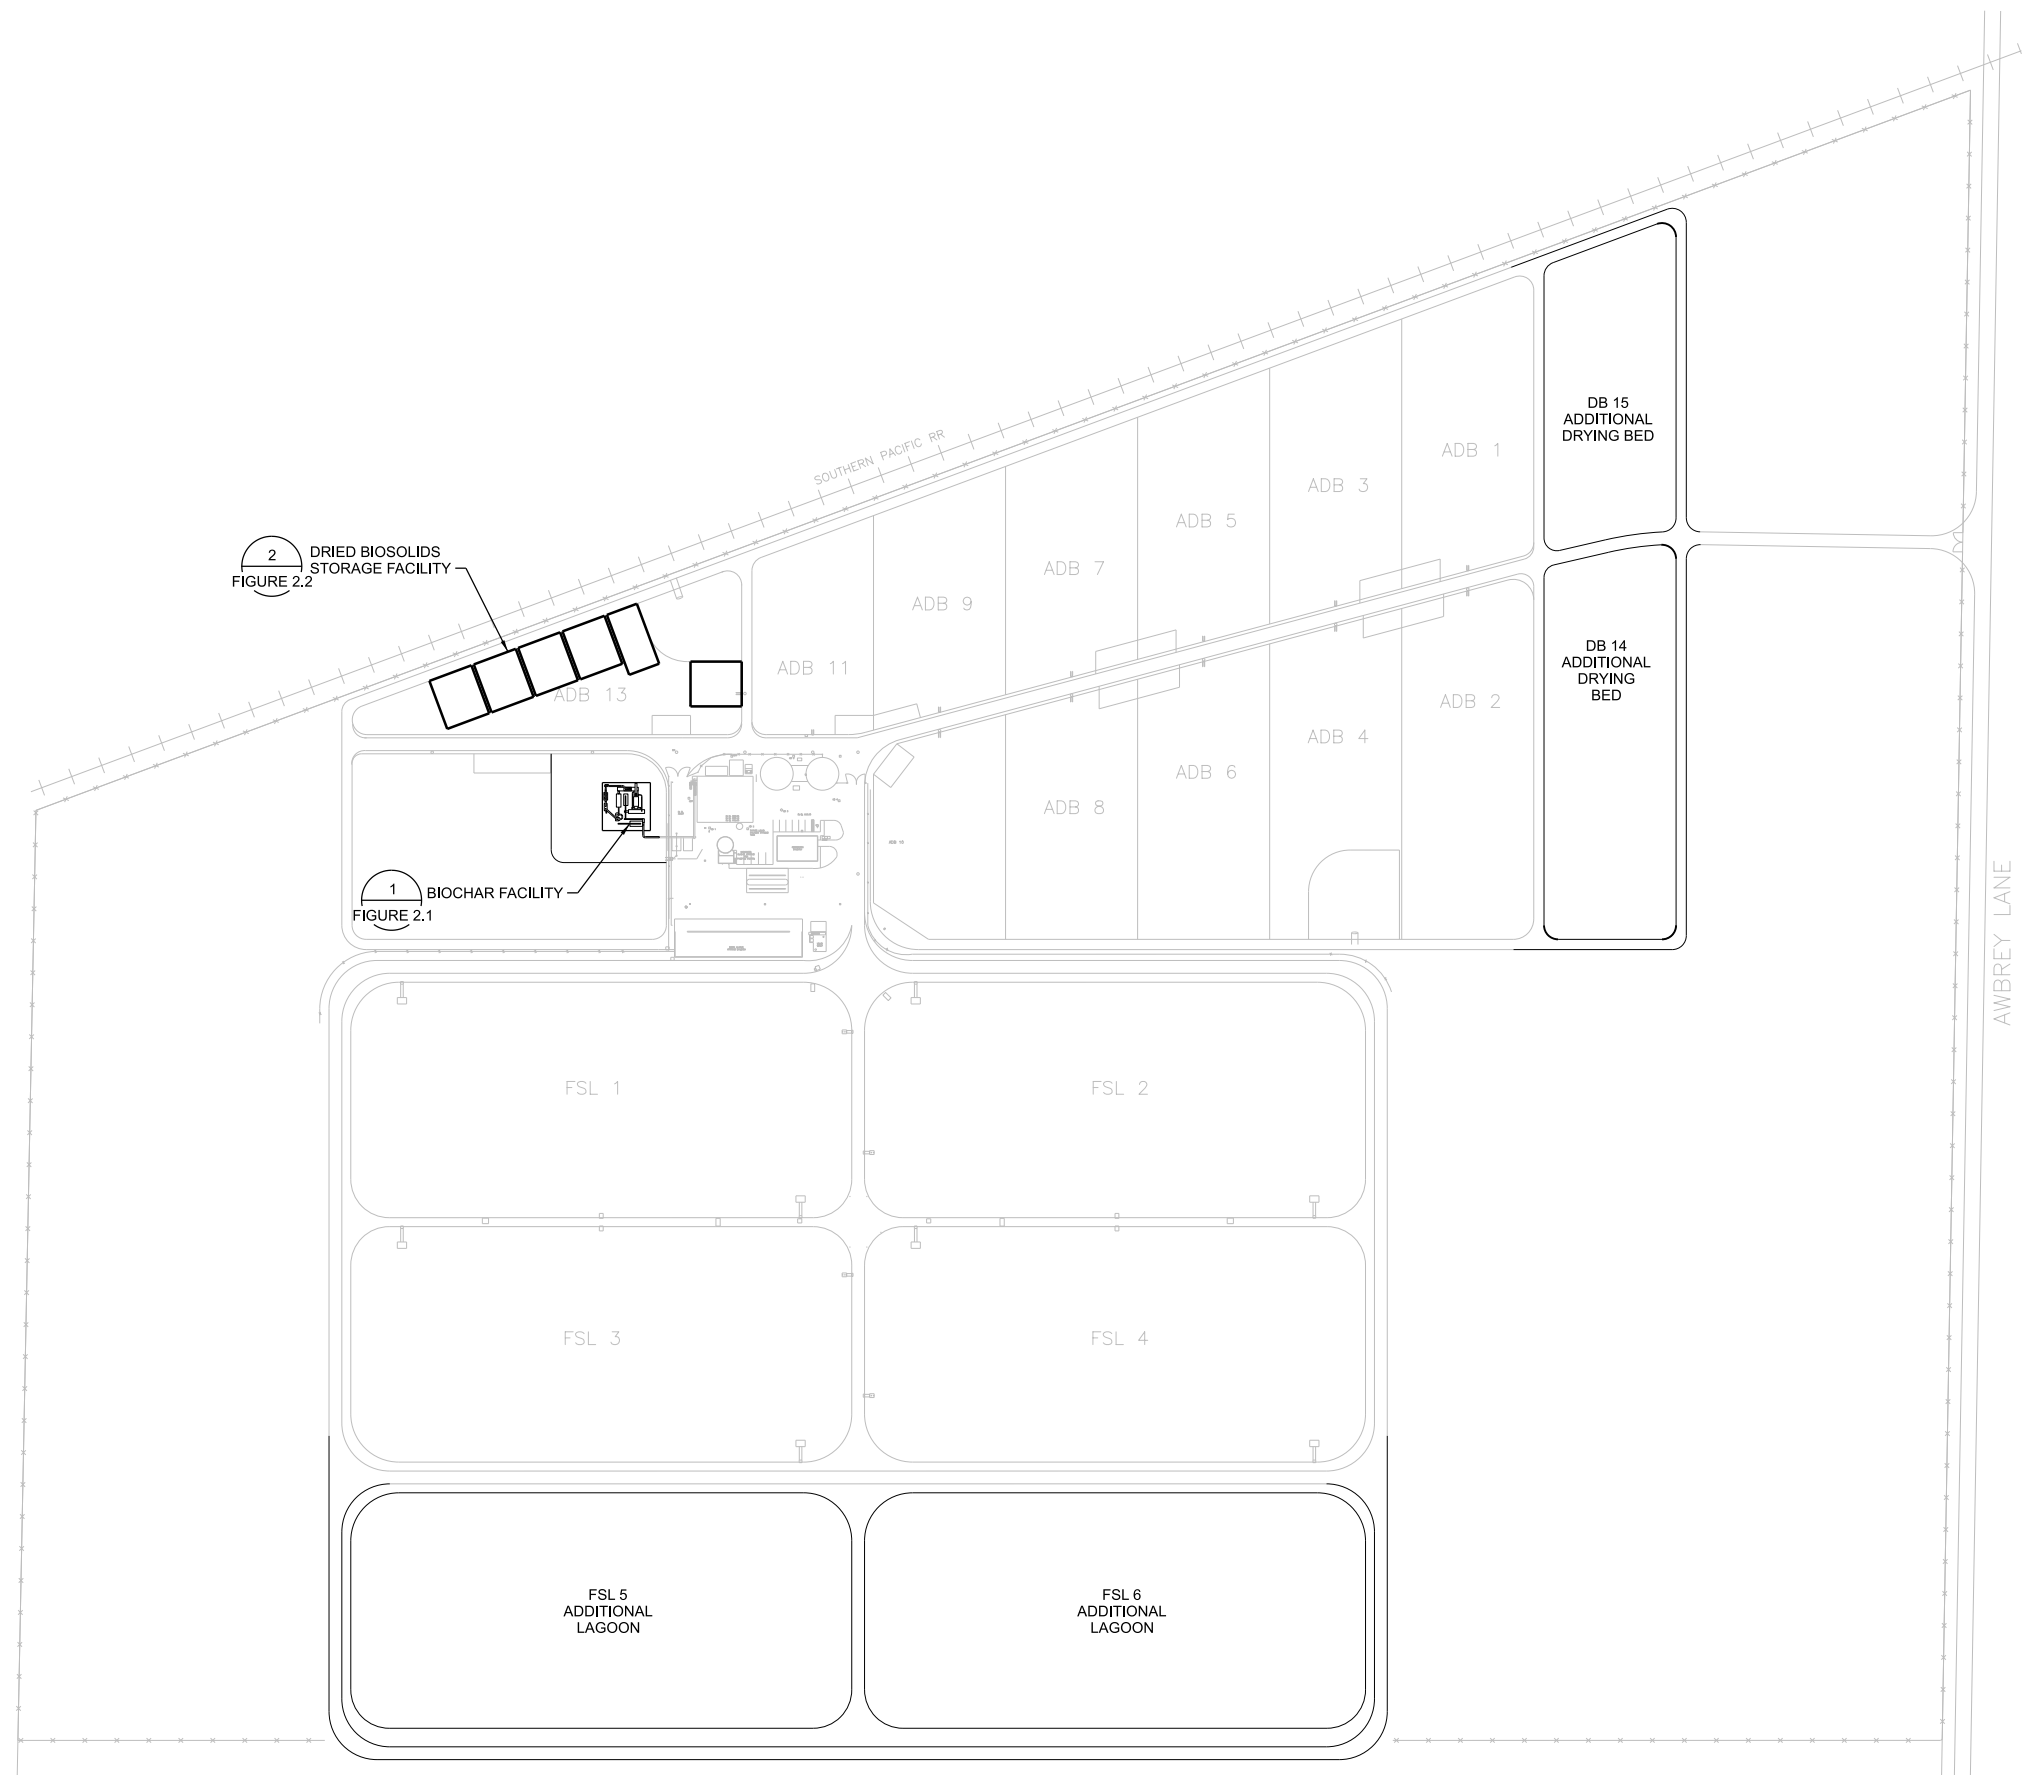 SOUTHERN PACIFIC RR
DB 15
ADDITIONAL
DRYING BED
ADB 1
ADB 3
ADB 5
ADB 7
ADB 9
ADB 11
ADB 13
2
FIGURE 2.2
DRIED BIOSOLIDS
STORAGE FACILITY
DB 14
ADDITIONAL
DRYING
BED
ADB 2
ADB 4
ADB 6
ADB 8
1
FIGURE 2.1
BIOCHAR FACILITY
AWBREY LANE
FSL 1
FSL 2
FSL 3
FSL 4
FSL 5
ADDITIONAL
LAGOON
FSL 6
ADDITIONAL
LAGOON